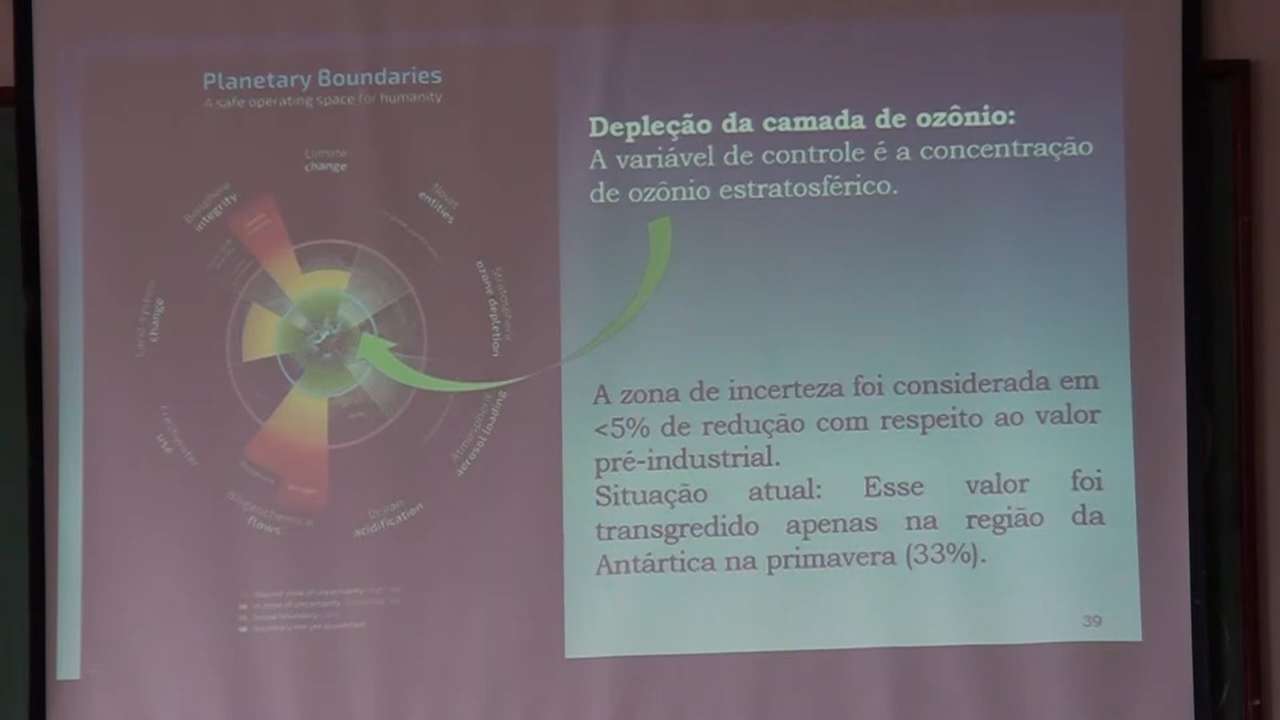 Planetary Boundaries
A safe operating space for humanity
Climate
change
Novel
entities
Stratospheric
ozone depletion
Atmospheric
aerosol loading
Ocean
acidification
Biogeochemical
flows
Freshwater
use
Land-system
change
Biosphere
integrity
Depleção da camada de ozônio:
A variável de controle é a concentração
de ozônio estratosférico.
A zona de incerteza foi considerada em
<5% de redução com respeito ao valor
pré-industrial.
Situação atual: Esse valor foi
transgredido apenas na região da
Antártica na primavera (33%).
39